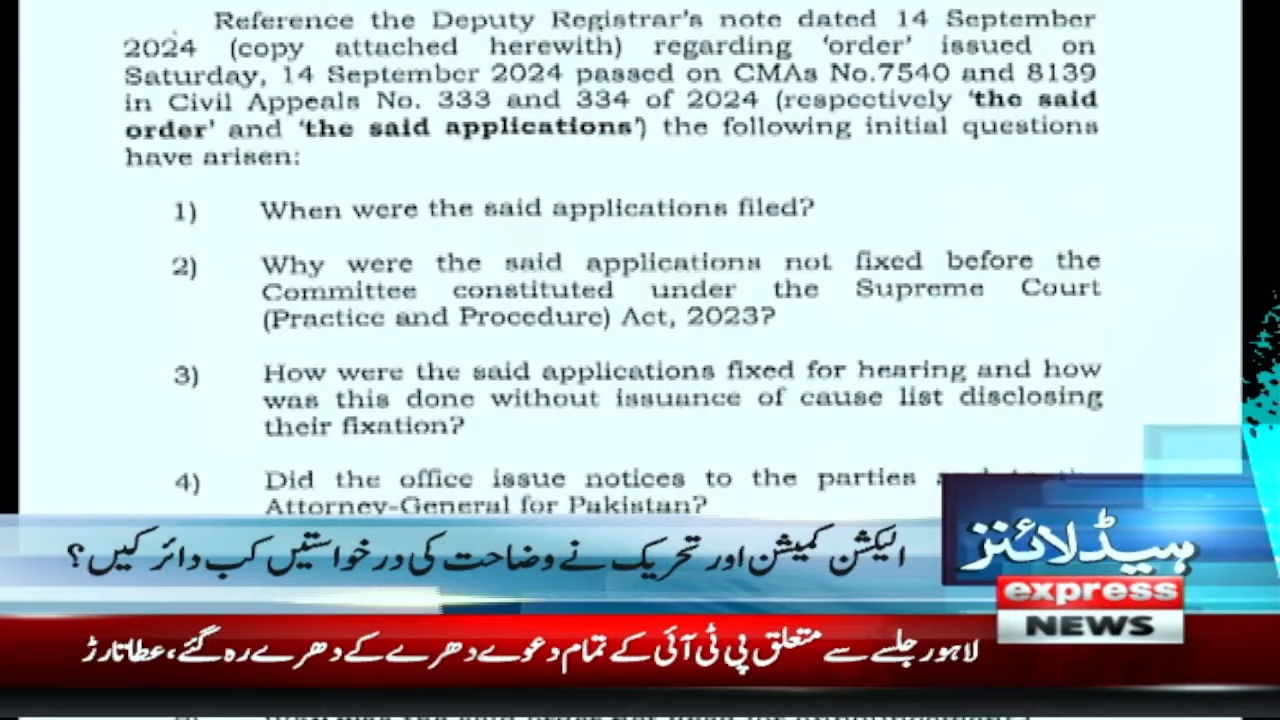 Reference the Deputy Registrar's note dated 14 September
2024 (copy attached herewith) regarding 'order' issued on
Saturday, 14 September 2024 passed on CMAs No.7540 and 8139
in Civil Appeals No. 333 and 334 of 2024 (respectively 'the said
order' and 'the said applications') the following initial questions
have arisen:
1) When were the said applications filed?
2) Why were the said applications not fixed before the
Committee constituted under the Supreme Court
(Practice and Procedure) Act, 2023?
3) How were the said applications fixed for hearing and how
was this done without issuance of cause list disclosing
their fixation?
4) Did the office issue notices to the parties and to the
Attorney-General for Pakistan?
الیکشن کمیشن اور تحریک نے وضاحت کی درخواستیں کب دائر کیں؟
ہیڈلائنز
express
NEWS
لاہور جلسے سے متعلق پی ٹی آئی کے تمام دعوے دھرے کے دھرے رہ گئے، عطا تارڑ